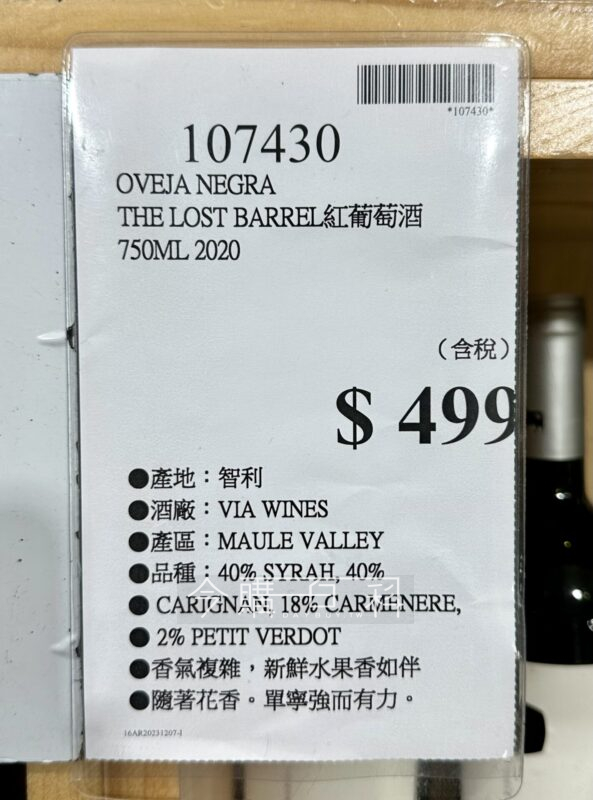 *107430*
107430
OVEJA NEGRA
THE LOST BARREL紅葡萄酒
750ML 2020
（含稅）
$ 499
●產地：智利
●酒廠：VIA WINES
●產區：MAULE VALLEY
●品種：40% SYRAH, 40%
● CARIGNAN, 18% CARMENERE,
● 2% PETIT VERDOT
●香氣複雜，新鮮水果香如伴
●隨著花香。單寧強而有力。
16AR20231207-1